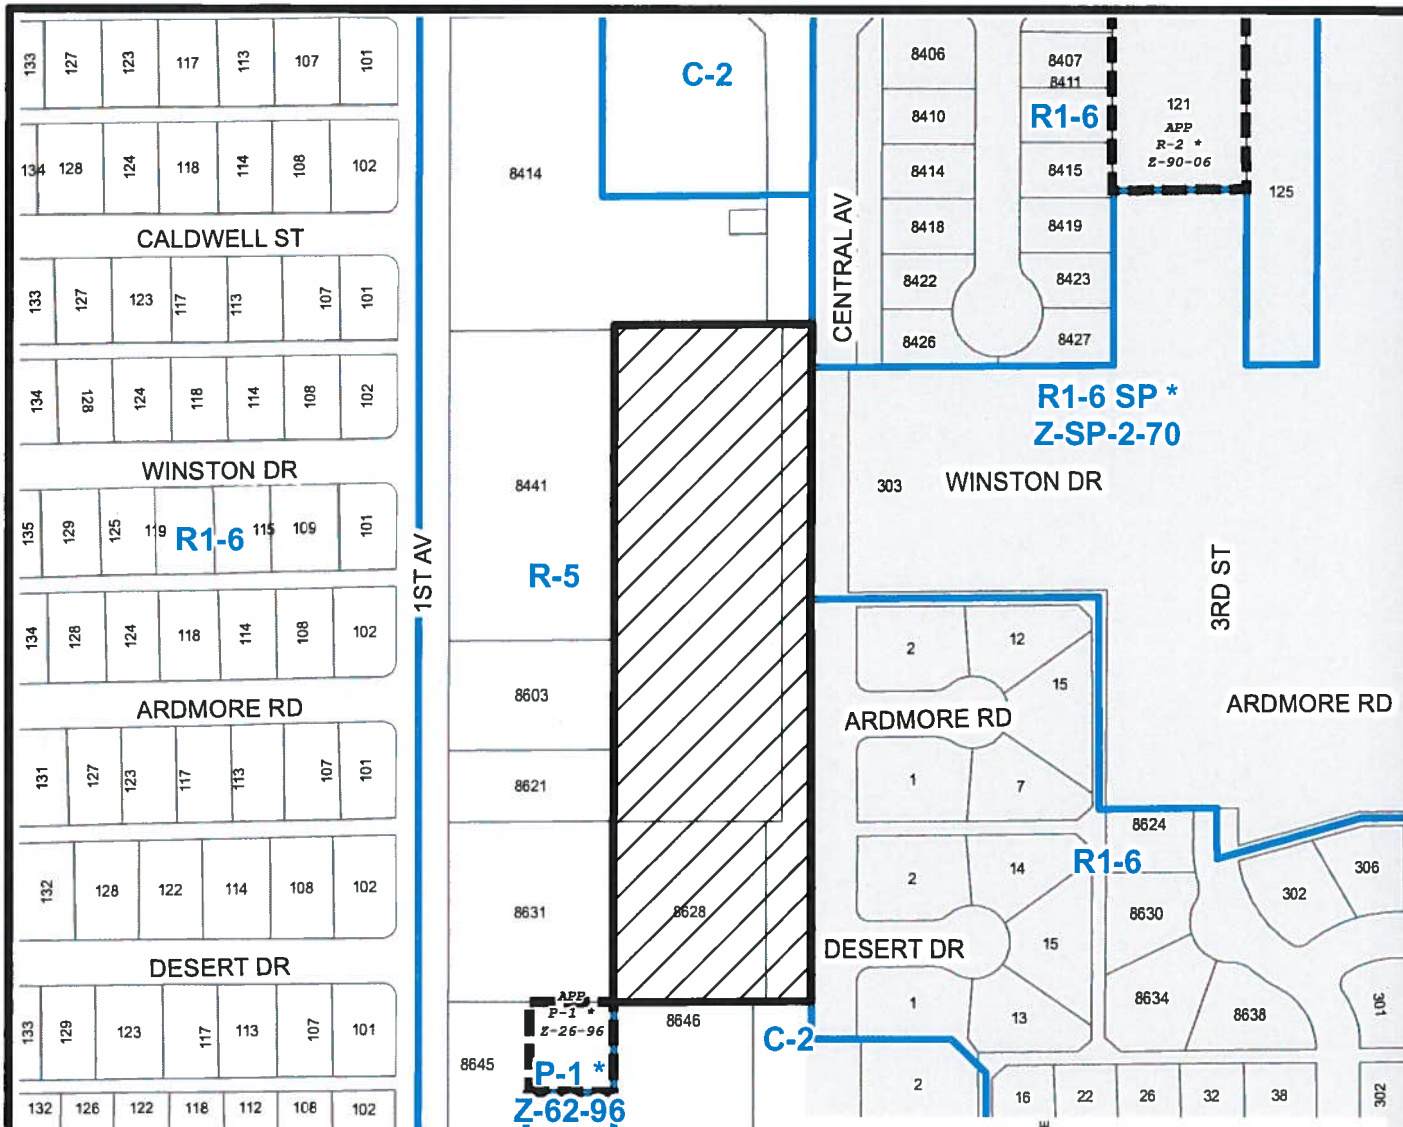 133 127 123 117 113 107 101
134 128 124 118 114 108 102
CALDWELL ST
133 127 123 117 113 107 101
134 128 124 118 114 108 102
WINSTON DR
135 129 125 119 R1-6 115 109 101
134 128 124 118 114 108 102
ARDMORE RD
131 127 123 117 113 107 101
132 128 122 114 108 102
DESERT DR
133 129 123 117 113 107 101
132 126 122 118 112 108 102
1ST AV
C-2
8414
8441
R-5
8603
8621
8631
8628
APP
P-1 *
Z-26-96
8646
8645
P-1 *
Z-62-96
C-2
CENTRAL AV
8406
8410
8414
8418
8422
8426
8407
8411
R1-6
8415
8419
8423
8427
121
APP
R-2 *
Z-90-06
125
R1-6 SP *
Z-SP-2-70
303
WINSTON DR
3RD ST
2 12
15
ARDMORE RD
ARDMORE RD
1 7
8624
R1-6
2 14
302 306
8630
15
DESERT DR
1 13
8634 8638
301
2
16 22 26 32 38 302